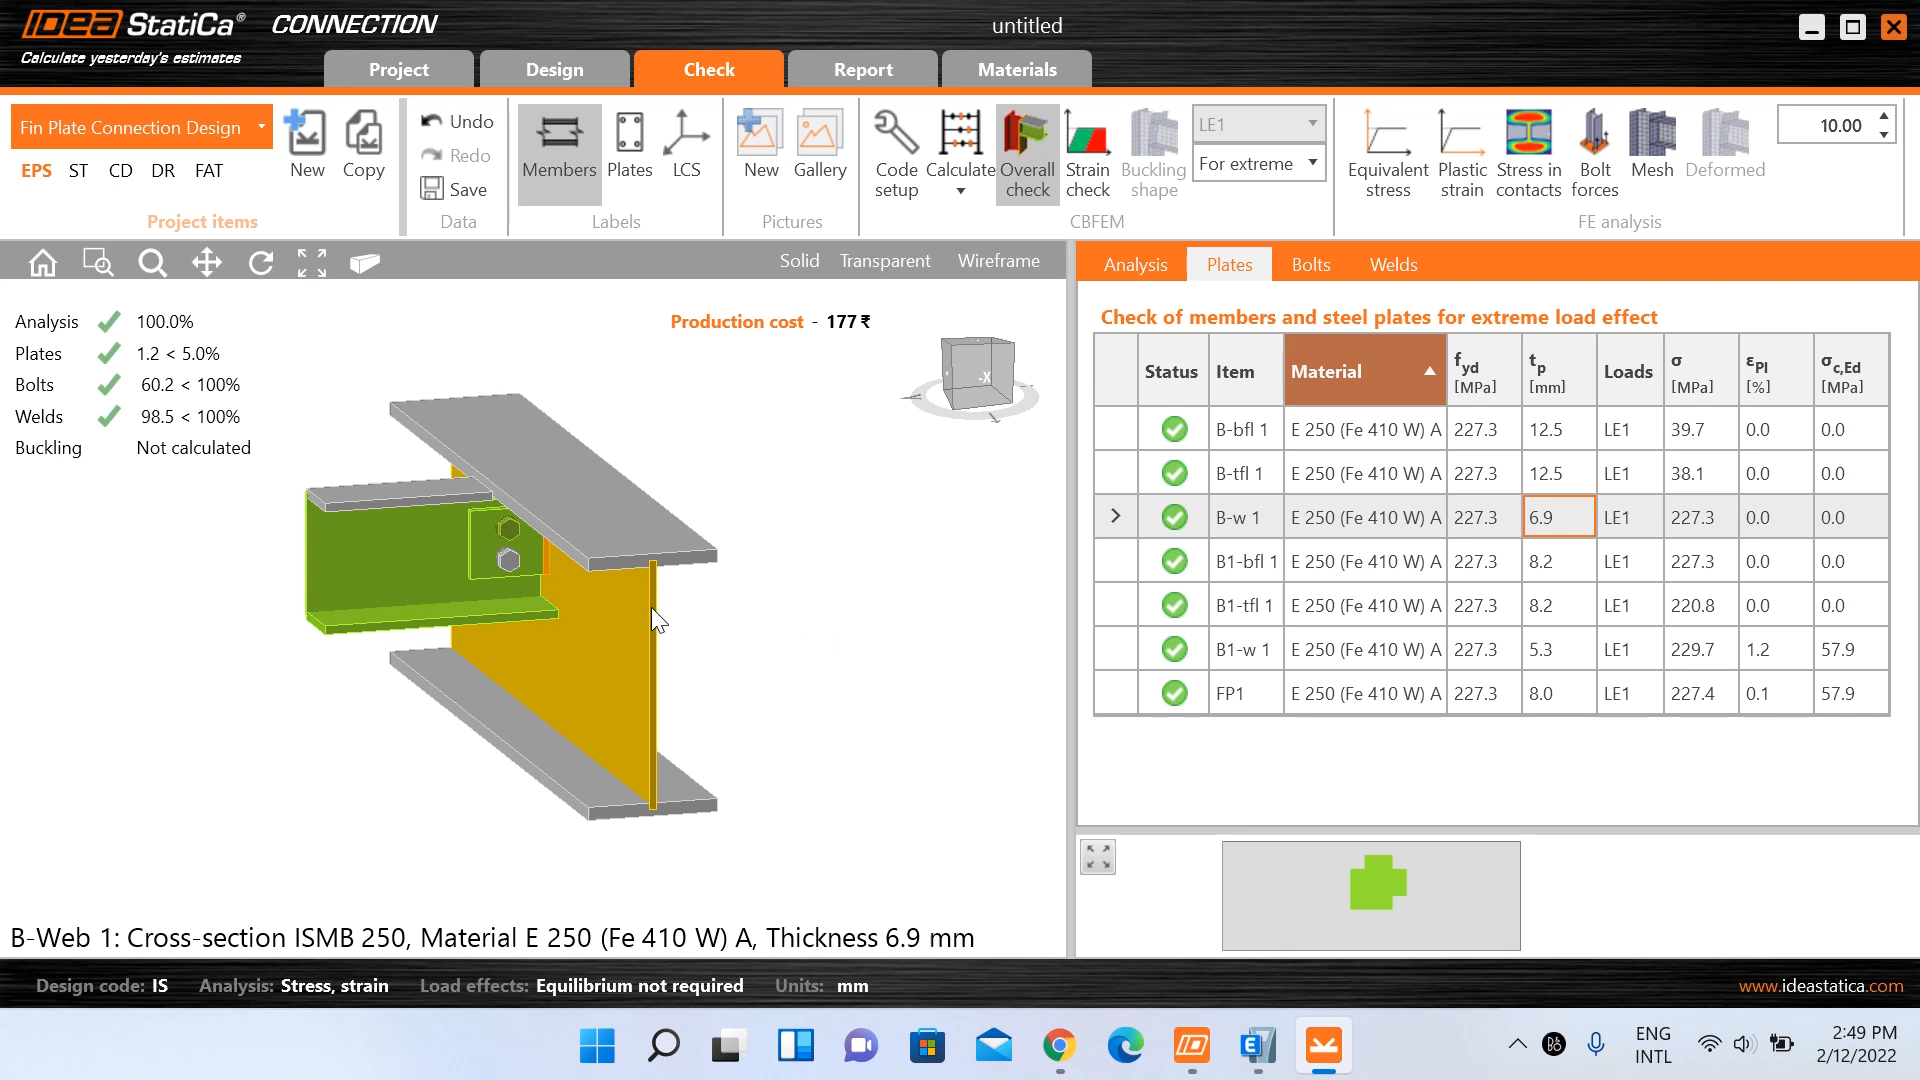 IDEA StatiCa® CONNECTION
Calculate yesterday's estimates
untitled
Project Design Check Report Materials
Fin Plate Connection Design
EPS ST CD DR FAT
Project items
New Copy
Undo
Redo
Save
Data
Members Plates LCS
Labels
New Gallery
Pictures
Code setup
Calculate
Overall check
Strain check
Buckling shape
LE1
For extreme
CBFEM
Equivalent stress
Plastic strain
Stress in contacts
Bolt forces
Mesh
Deformed
10.00
FE analysis
Solid Transparent Wireframe
Analysis 100.0%
Plates 1.2 < 5.0%
Bolts 60.2 < 100%
Welds 98.5 < 100%
Buckling Not calculated
Production cost - 177 ₹
-X
B-Web 1: Cross-section ISMB 250, Material E 250 (Fe 410 W) A, Thickness 6.9 mm
Analysis Plates Bolts Welds
Check of members and steel plates for extreme load effect
Status Item Material fyd [MPa] tp [mm] Loads σ [MPa] εPl [%] σc,Ed [MPa]
B-bfl 1 E 250 (Fe 410 W) A 227.3 12.5 LE1 39.7 0.0 0.0
B-tfl 1 E 250 (Fe 410 W) A 227.3 12.5 LE1 38.1 0.0 0.0
B-w 1 E 250 (Fe 410 W) A 227.3 6.9 LE1 227.3 0.0 0.0
B1-bfl 1 E 250 (Fe 410 W) A 227.3 8.2 LE1 227.3 0.0 0.0
B1-tfl 1 E 250 (Fe 410 W) A 227.3 8.2 LE1 220.8 0.0 0.0
B1-w 1 E 250 (Fe 410 W) A 227.3 5.3 LE1 229.7 1.2 57.9
FP1 E 250 (Fe 410 W) A 227.3 8.0 LE1 227.4 0.1 57.9
Design code: IS Analysis: Stress, strain Load effects: Equilibrium not required Units: mm
www.ideastatica.com
ENG
INTL
2:49 PM
2/12/2022